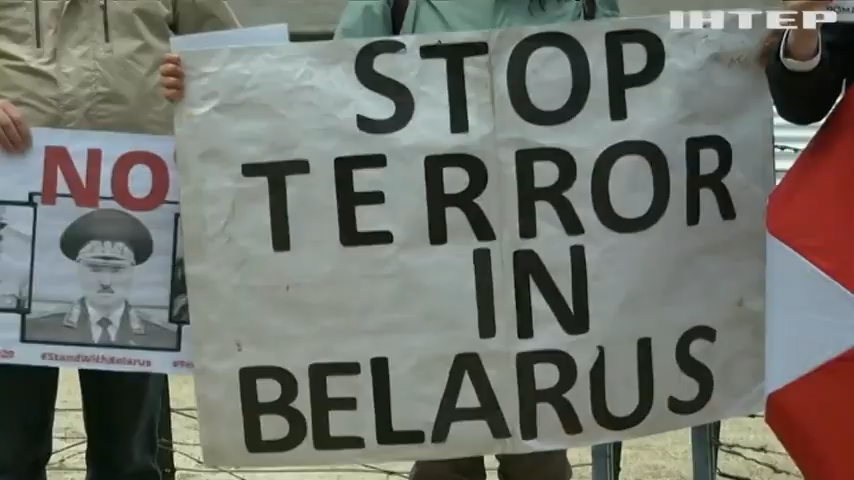 ІНТЕР
STOP
TERROR
IN
BELARUS
NO
#StandWithBelarus